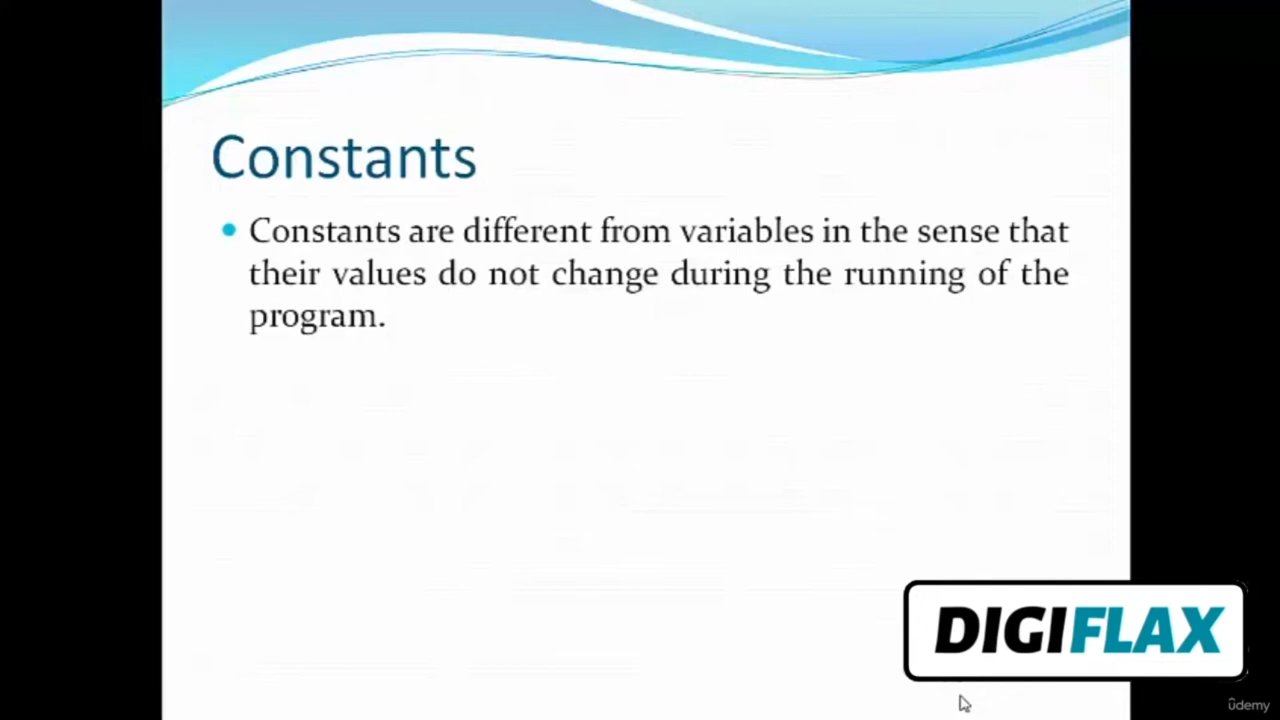 Constants
• Constants are different from variables in the sense that
their values do not change during the running of the
program.
DIGIFLAX
ûdemy